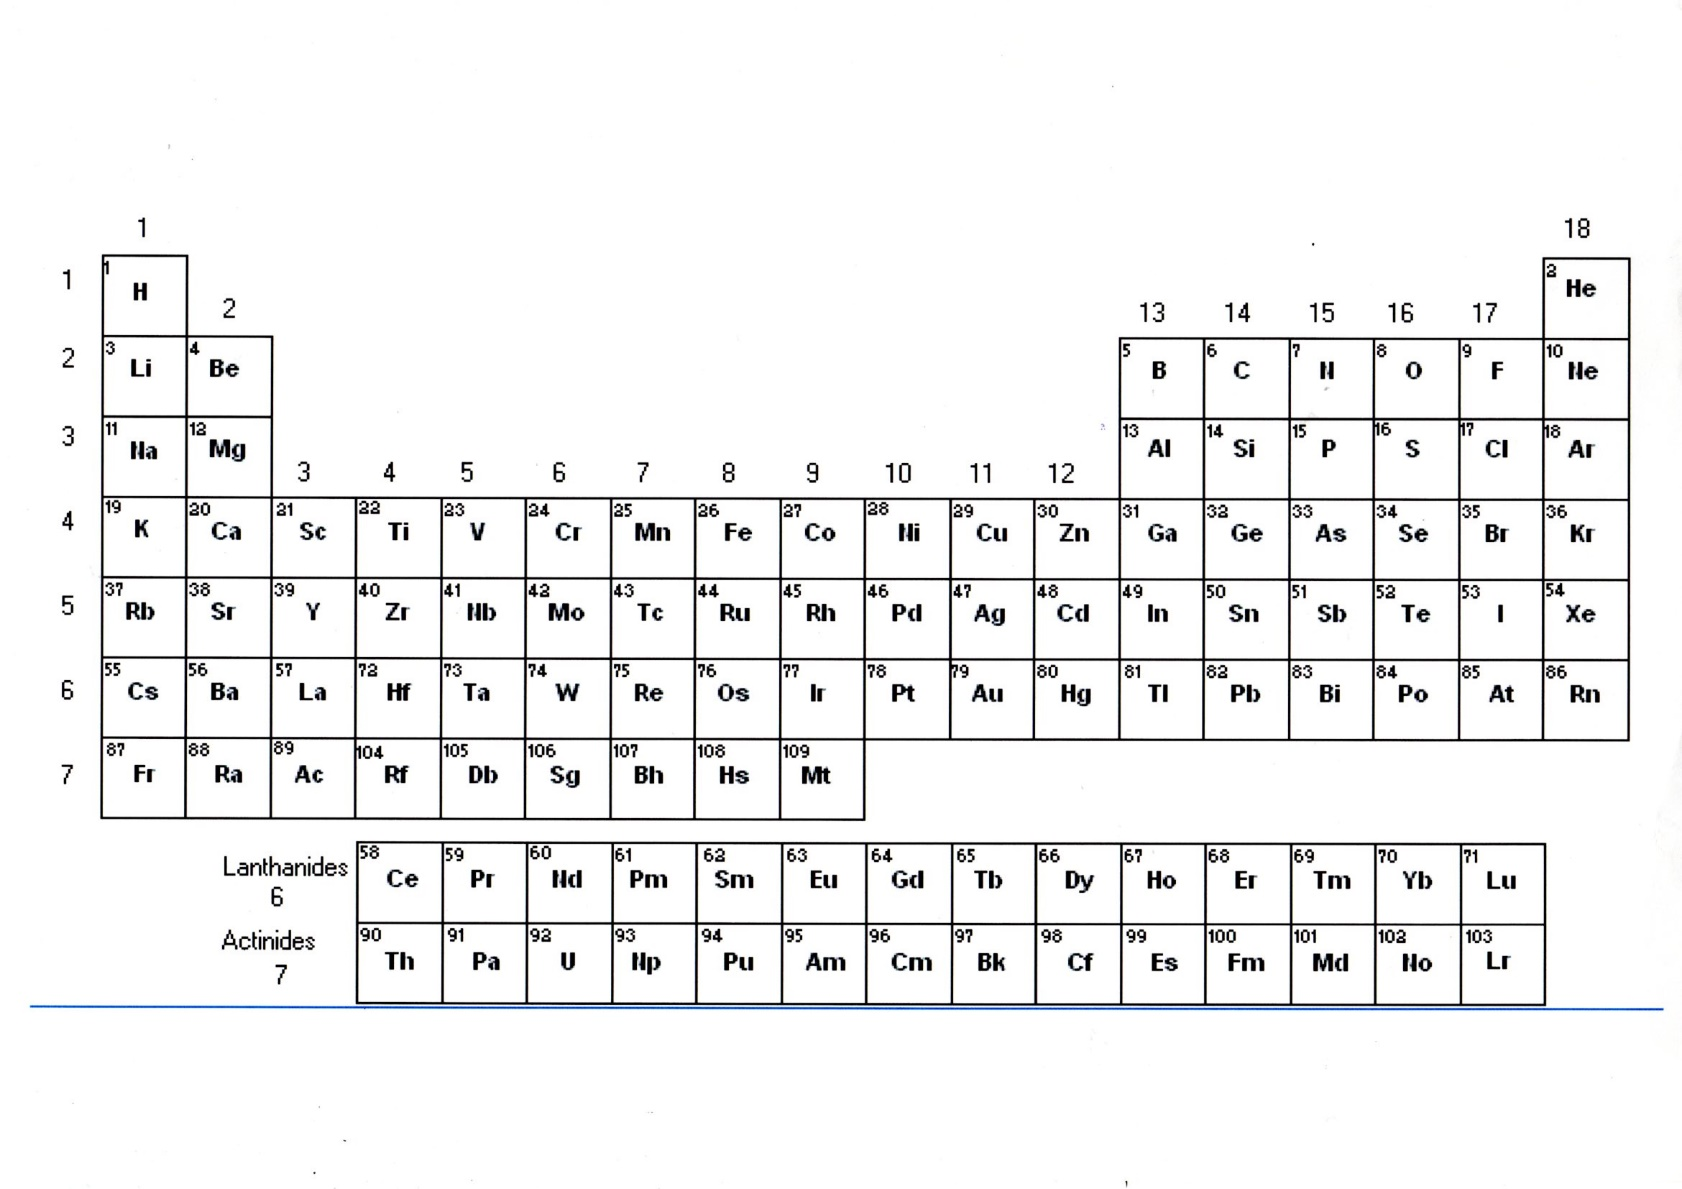 1 18
1 1 H 2 He
2 13 14 15 16 17
2 3 Li 4 Be 5 B 6 C 7 N 8 O 9 F 10 Ne
3 11 Na 12 Mg 13 Al 14 Si 15 P 16 S 17 Cl 18 Ar
3 4 5 6 7 8 9 10 11 12
4 19 K 20 Ca 21 Sc 22 Ti 23 V 24 Cr 25 Mn 26 Fe 27 Co 28 Ni 29 Cu 30 Zn 31 Ga 32 Ge 33 As 34 Se 35 Br 36 Kr
5 37 Rb 38 Sr 39 Y 40 Zr 41 Nb 42 Mo 43 Tc 44 Ru 45 Rh 46 Pd 47 Ag 48 Cd 49 In 50 Sn 51 Sb 52 Te 53 I 54 Xe
6 55 Cs 56 Ba 57 La 72 Hf 73 Ta 74 W 75 Re 76 Os 77 Ir 78 Pt 79 Au 80 Hg 81 Tl 82 Pb 83 Bi 84 Po 85 At 86 Rn
7 87 Fr 88 Ra 89 Ac 104 Rf 105 Db 106 Sg 107 Bh 108 Hs 109 Mt
Lanthanides 6 58 Ce 59 Pr 60 Nd 61 Pm 62 Sm 63 Eu 64 Gd 65 Tb 66 Dy 67 Ho 68 Er 69 Tm 70 Yb 71 Lu
Actinides 7 90 Th 91 Pa 92 U 93 Np 94 Pu 95 Am 96 Cm 97 Bk 98 Cf 99 Es 100 Fm 101 Md 102 No 103 Lr